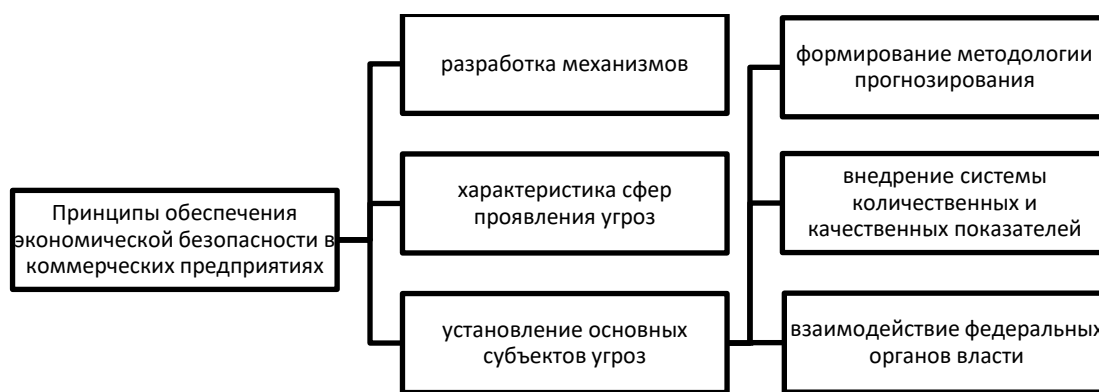 Принципы обеспечения
экономической безопасности в
коммерческих предприятиях
разработка механизмов
характеристика сфер
проявления угроз
установление основных
субъектов угроз
формирование методологии
прогнозирования
внедрение системы
количественных и
качественных показателей
взаимодействие федеральных
органов власти